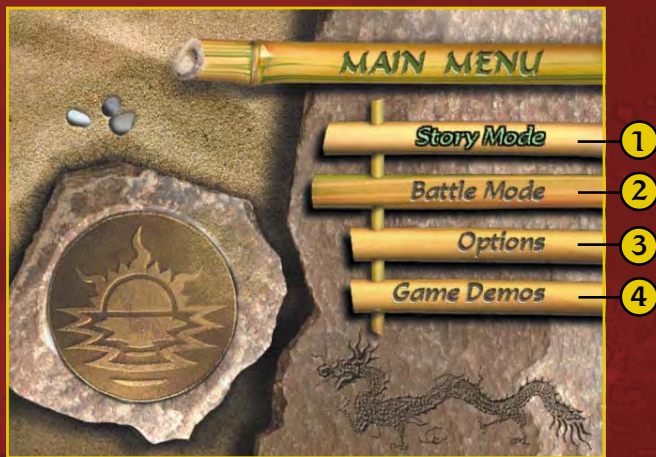 MAIN MENU
Story Mode 1
Battle Mode 2
Options 3
Game Demos 4